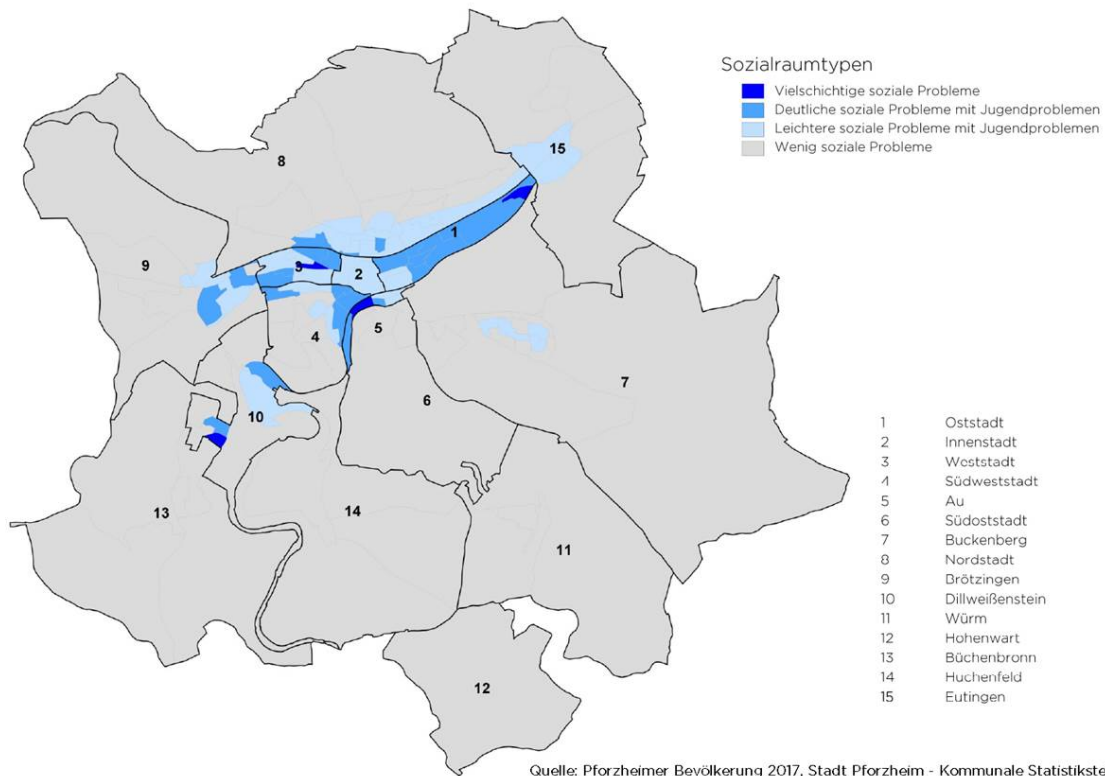 Sozialraumtypen
Vielschichtige soziale Probleme
Deutliche soziale Probleme mit Jugendproblemen
Leichtere soziale Probleme mit Jugendproblemen
Wenig soziale Probleme
15
8
1
9
3
2
4
5
7
6
10
13
14
11
12
1 Oststadt
2 Innenstadt
3 Weststadt
4 Südweststadt
5 Au
6 Südoststadt
7 Buckenberg
8 Nordstadt
9 Brötzingen
10 Dillweißenstein
11 Würm
12 Hohenwart
13 Büchenbronn
14 Huchenfeld
15 Eutingen
Quelle: Pforzheimer Bevölkerung 2017, Stadt Pforzheim - Kommunale Statistikste